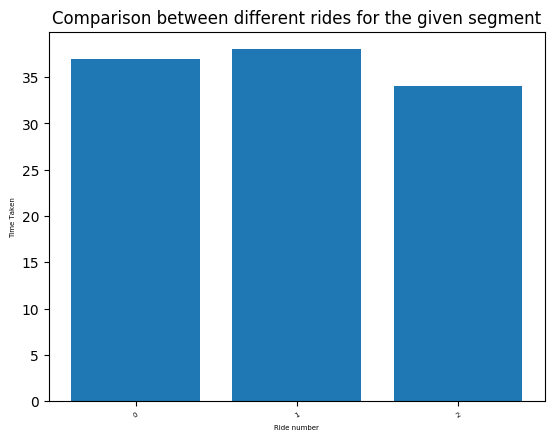 Comparison between different rides for the given segment
35
30
25
20
15
10
5
0
Time Taken
0 1 2
Ride number